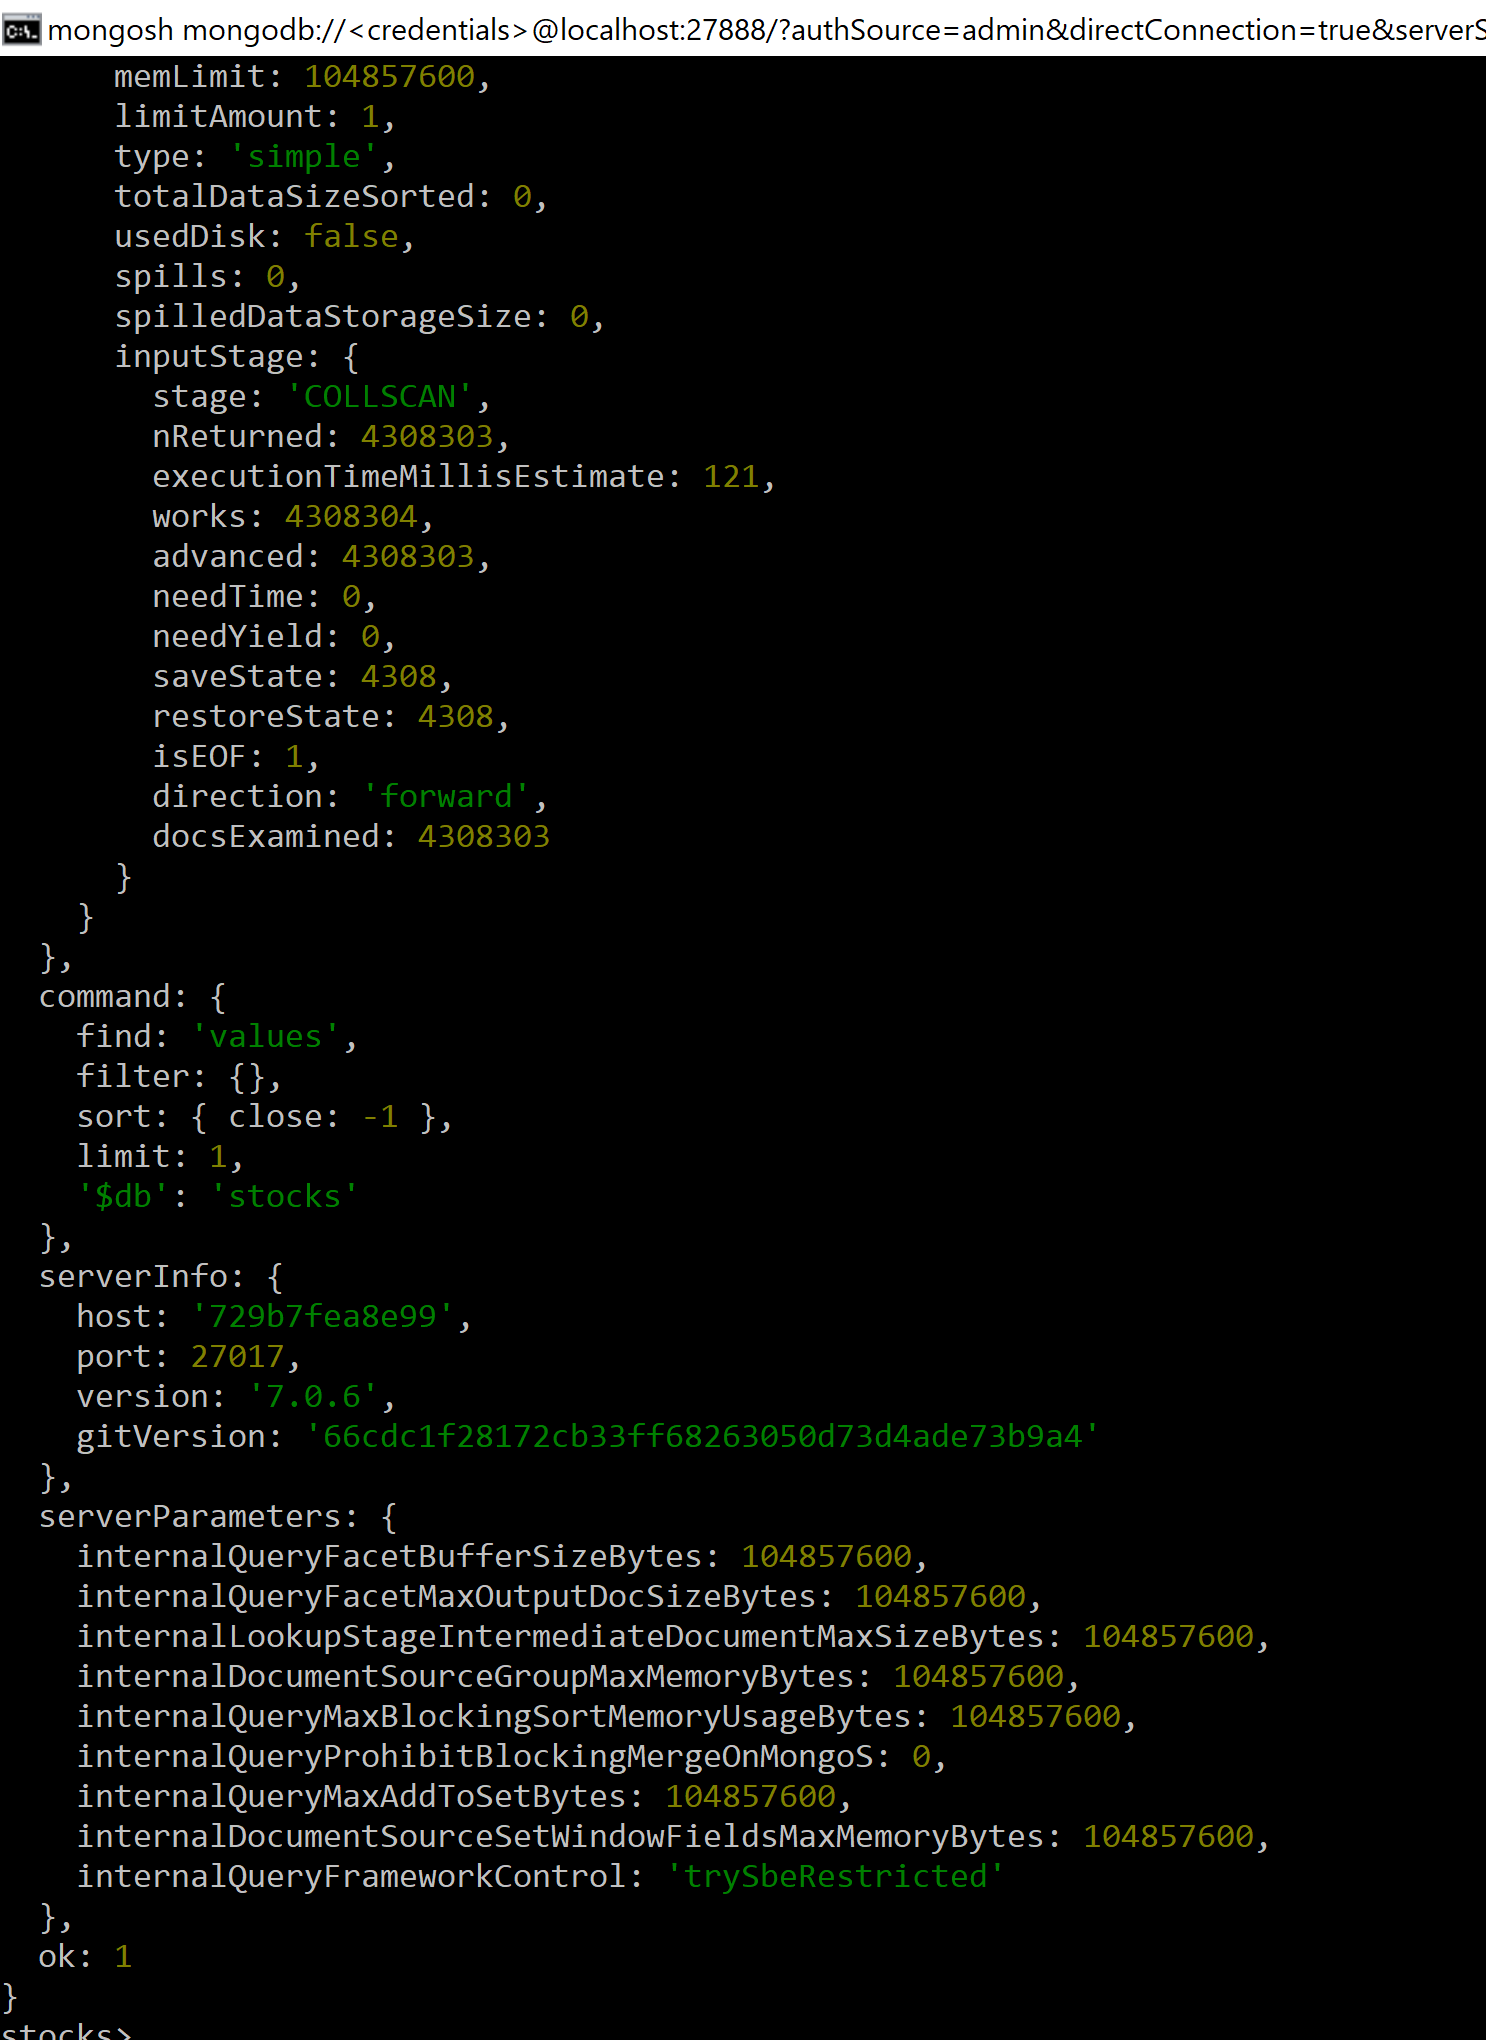 mongosh mongodb://<credentials>@localhost:27888/?authSource=admin&directConnection=true&serverS
memLimit: 104857600,
limitAmount: 1,
type: 'simple',
totalDataSizeSorted: 0,
usedDisk: false,
spills: 0,
spilledDataStorageSize: 0,
inputStage: {
stage: 'COLLSCAN',
nReturned: 4308303,
executionTimeMillisEstimate: 121,
works: 4308304,
advanced: 4308303,
needTime: 0,
needYield: 0,
saveState: 4308,
restoreState: 4308,
isEOF: 1,
direction: 'forward',
docsExamined: 4308303
}
}
},
command: {
find: 'values',
filter: {},
sort: { close: -1 },
limit: 1,
'$db': 'stocks'
},
serverInfo: {
host: '729b7fea8e99',
port: 27017,
version: '7.0.6',
gitVersion: '66cdc1f28172cb33ff68263050d73d4ade73b9a4'
},
serverParameters: {
internalQueryFacetBufferSizeBytes: 104857600,
internalQueryFacetMaxOutputDocSizeBytes: 104857600,
internalLookupStageIntermediateDocumentMaxSizeBytes: 104857600,
internalDocumentSourceGroupMaxMemoryBytes: 104857600,
internalQueryMaxBlockingSortMemoryUsageBytes: 104857600,
internalQueryProhibitBlockingMergeOnMongoS: 0,
internalQueryMaxAddToSetBytes: 104857600,
internalDocumentSourceSetWindowFieldsMaxMemoryBytes: 104857600,
internalQueryFrameworkControl: 'trySbeRestricted'
},
ok: 1
}
stocks>